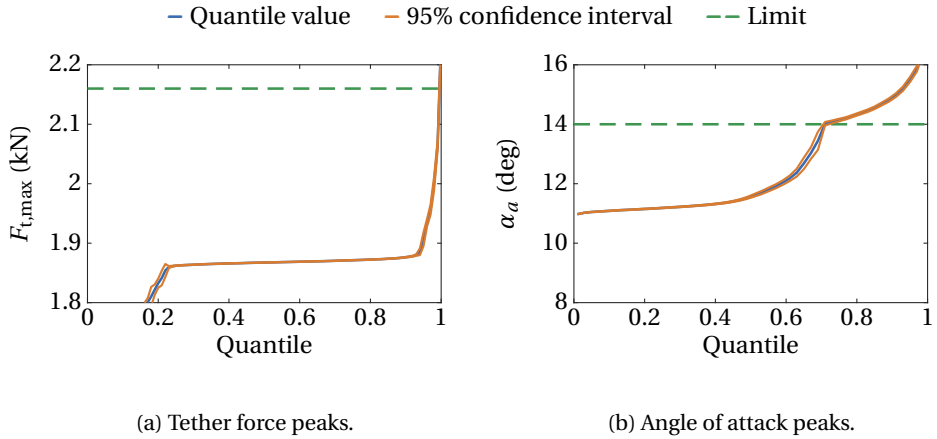 Quantile value 95% confidence interval Limit
2.2
2.1
2
1.9
1.8
F_t,max (kN)
0 0.2 0.4 0.6 0.8 1
Quantile
(a) Tether force peaks.
16
14
12
10
8
α_a (deg)
0 0.2 0.4 0.6 0.8 1
Quantile
(b) Angle of attack peaks.